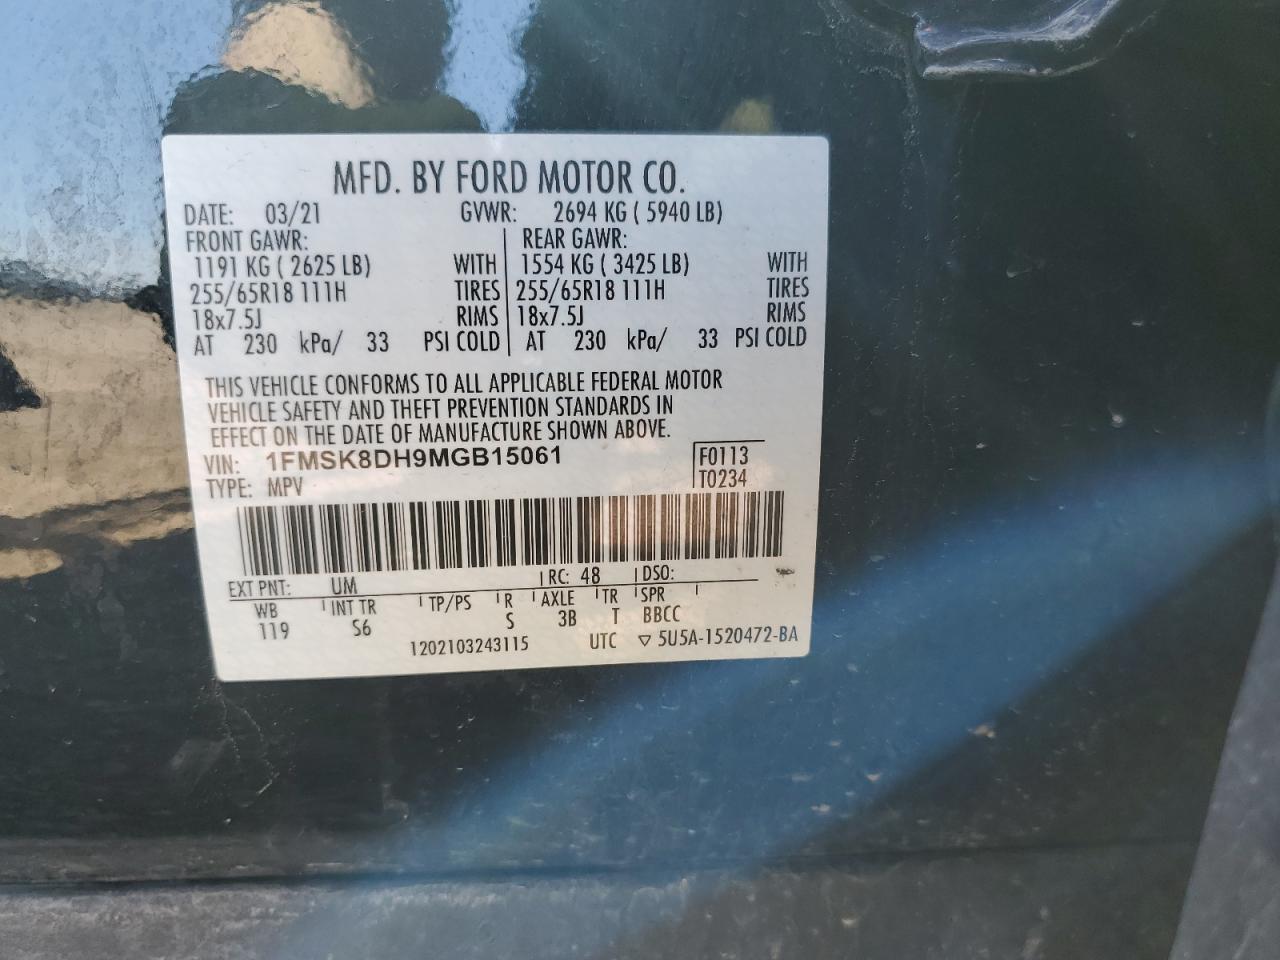 MFD. BY FORD MOTOR CO.
DATE: 03/21 GVWR: 2694 KG ( 5940 LB)
FRONT GAWR: REAR GAWR:
1191 KG ( 2625 LB) WITH 1554 KG ( 3425 LB) WITH
255/65R18 111H TIRES 255/65R18 111H TIRES
18x7.5J RIMS 18x7.5J RIMS
AT 230 kPa/ 33 PSI COLD AT 230 kPa/ 33 PSI COLD
THIS VEHICLE CONFORMS TO ALL APPLICABLE FEDERAL MOTOR
VEHICLE SAFETY AND THEFT PREVENTION STANDARDS IN
EFFECT ON THE DATE OF MANUFACTURE SHOWN ABOVE.
VIN: 1FMSK8DH9MGB15061 F0113
TYPE: MPV T0234
EXT PNT: UM RC: 48 DSO:
WB INT TR TP/PS R AXLE TR SPR
119 S6 S 3B T BBCC
1202103243115 UTC ▽ 5U5A-1520472-BA